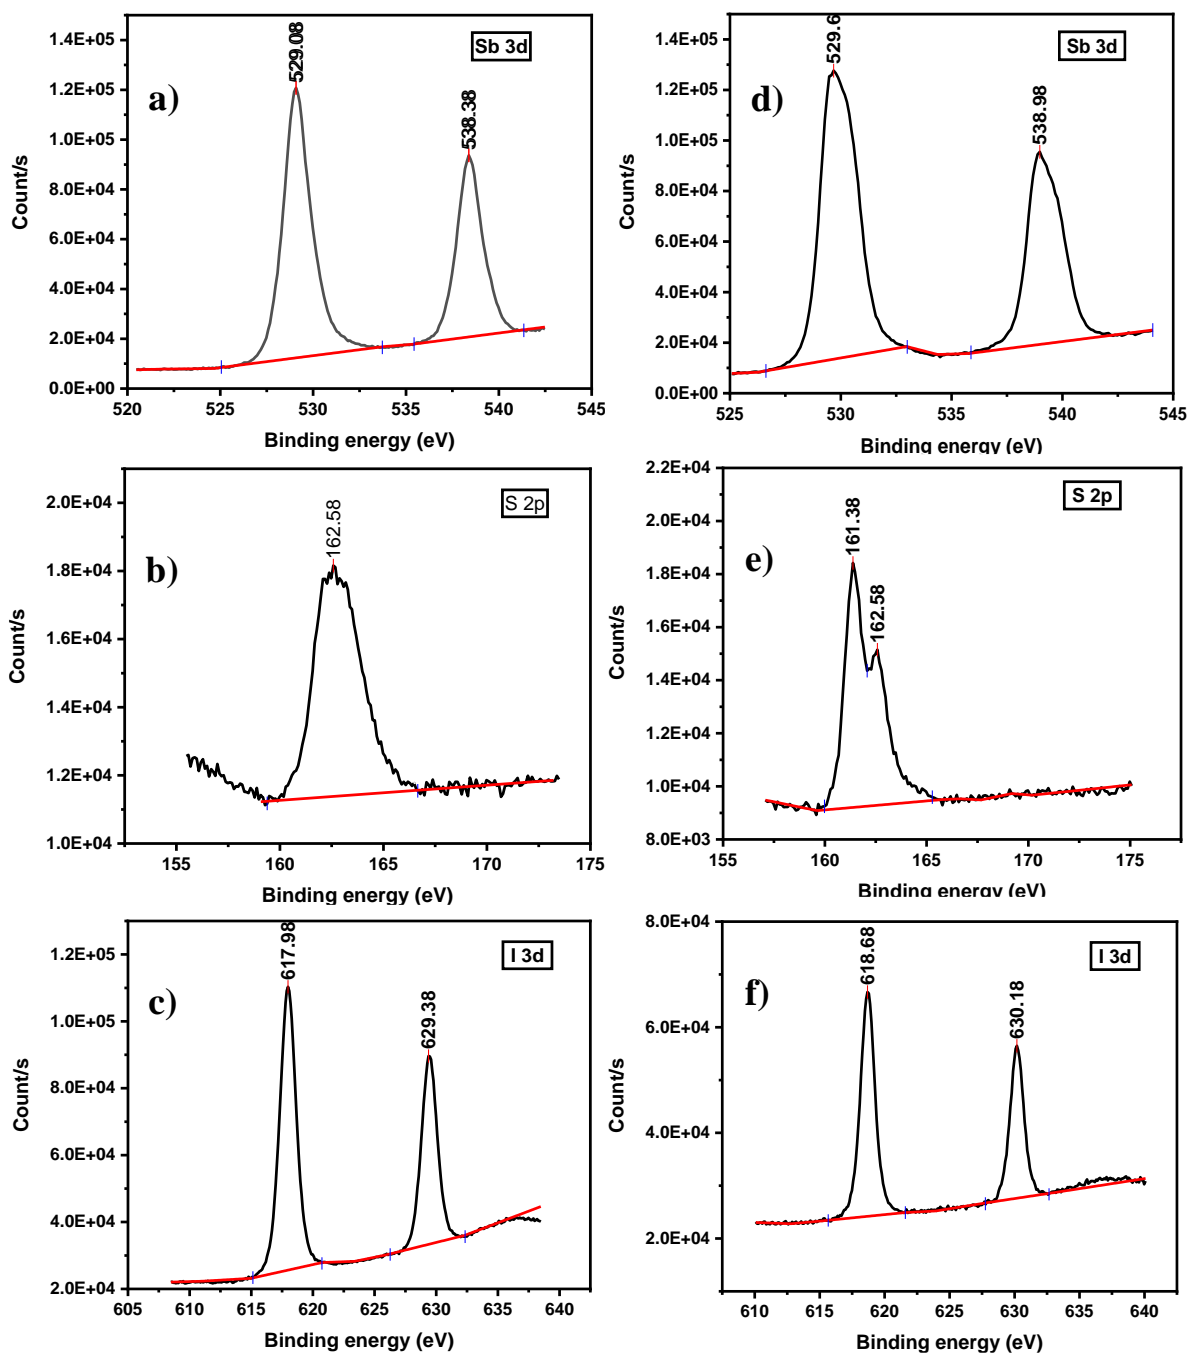 a)
Sb 3d
529.08
538.38
Count/s
1.4E+05
1.2E+05
1.0E+05
8.0E+04
6.0E+04
4.0E+04
2.0E+04
0.0E+00
520 525 530 535 540 545
Binding energy (eV)
d)
Sb 3d
529.6
538.98
Count/s
1.4E+05
1.2E+05
1.0E+05
8.0E+04
6.0E+04
4.0E+04
2.0E+04
0.0E+00
525 530 535 540 545
Binding energy (eV)
b)
S 2p
162.58
Count/s
2.0E+04
1.8E+04
1.6E+04
1.4E+04
1.2E+04
1.0E+04
155 160 165 170 175
Binding energy (eV)
e)
S 2p
161.38
162.58
Count/s
2.2E+04
2.0E+04
1.8E+04
1.6E+04
1.4E+04
1.2E+04
1.0E+04
8.0E+03
155 160 165 170 175
Binding energy (eV)
c)
I 3d
617.98
629.38
Count/s
1.2E+05
1.0E+05
8.0E+04
6.0E+04
4.0E+04
2.0E+04
605 610 615 620 625 630 635 640
Binding energy (eV)
f)
I 3d
618.68
630.18
Count/s
8.0E+04
6.0E+04
4.0E+04
2.0E+04
610 615 620 625 630 635 640
Binding energy (eV)